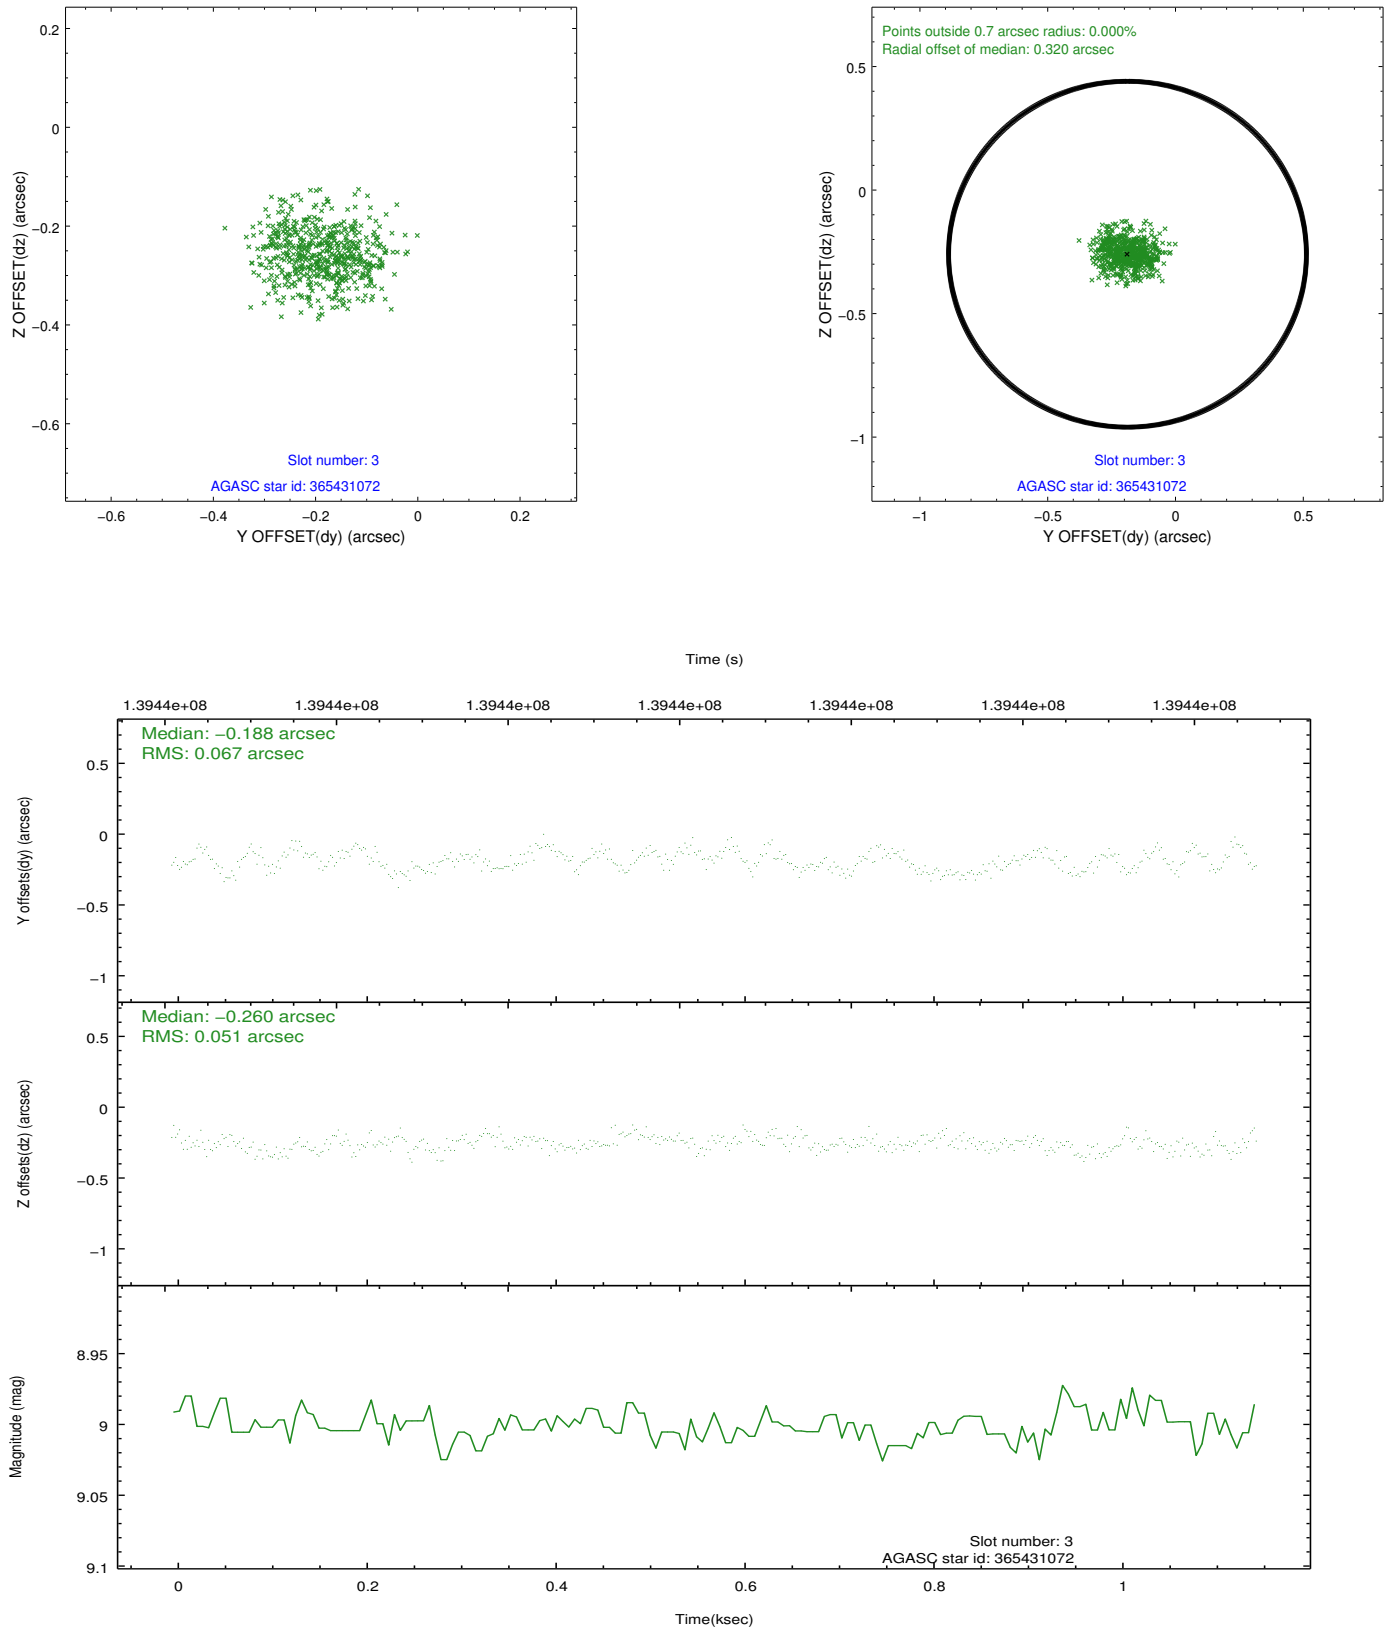 0.2
0
−0.2
−0.4
−0.6
Z OFFSET(dz) (arcsec)
Slot number: 3
AGASC star id: 365431072
−0.6
−0.4
−0.2
0
0.2
Y OFFSET(dy) (arcsec)
Points outside 0.7 arcsec radius: 0.000%
Radial offset of median: 0.320 arcsec
0.5
0
−0.5
−1
Z OFFSET(dz) (arcsec)
Slot number: 3
AGASC star id: 365431072
−1
−0.5
0
0.5
Y OFFSET(dy) (arcsec)
Time (s)
1.3944e+08
1.3944e+08
1.3944e+08
1.3944e+08
1.3944e+08
1.3944e+08
1.3944e+08
Median: −0.188 arcsec
RMS: 0.067 arcsec
0.5
0
−0.5
−1
Y offsets(dy) (arcsec)
Median: −0.260 arcsec
RMS: 0.051 arcsec
0.5
0
−0.5
−1
Z offsets(dz) (arcsec)
8.95
9
9.05
9.1
Magnitude (mag)
Slot number: 3
AGASC star id: 365431072
0
0.2
0.4
0.6
0.8
1
Time(ksec)